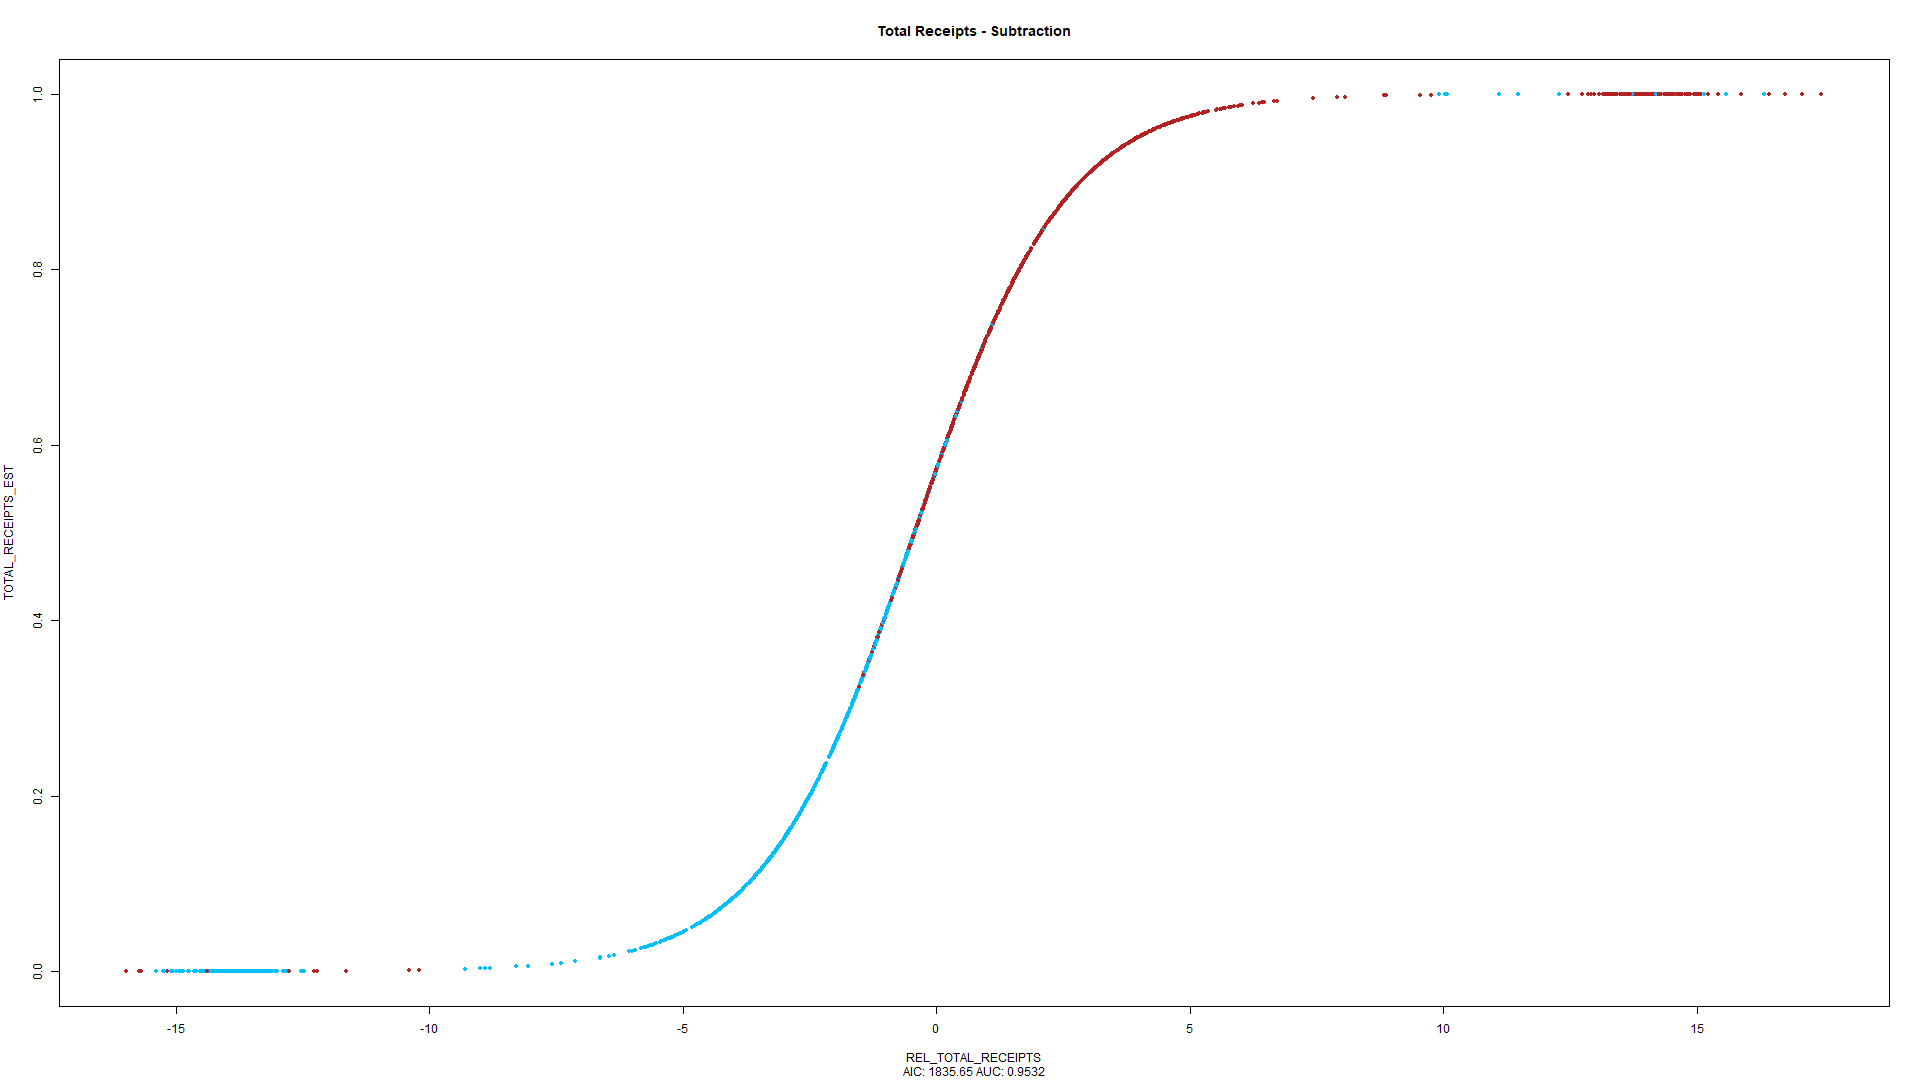 Total Receipts - Subtraction
TOTAL_RECEIPTS_EST
1.0
0.8
0.6
0.4
0.2
0.0
-15 -10 -5 0 5 10 15
REL_TOTAL_RECEIPTS
AIC: 1835.65 AUC: 0.9532